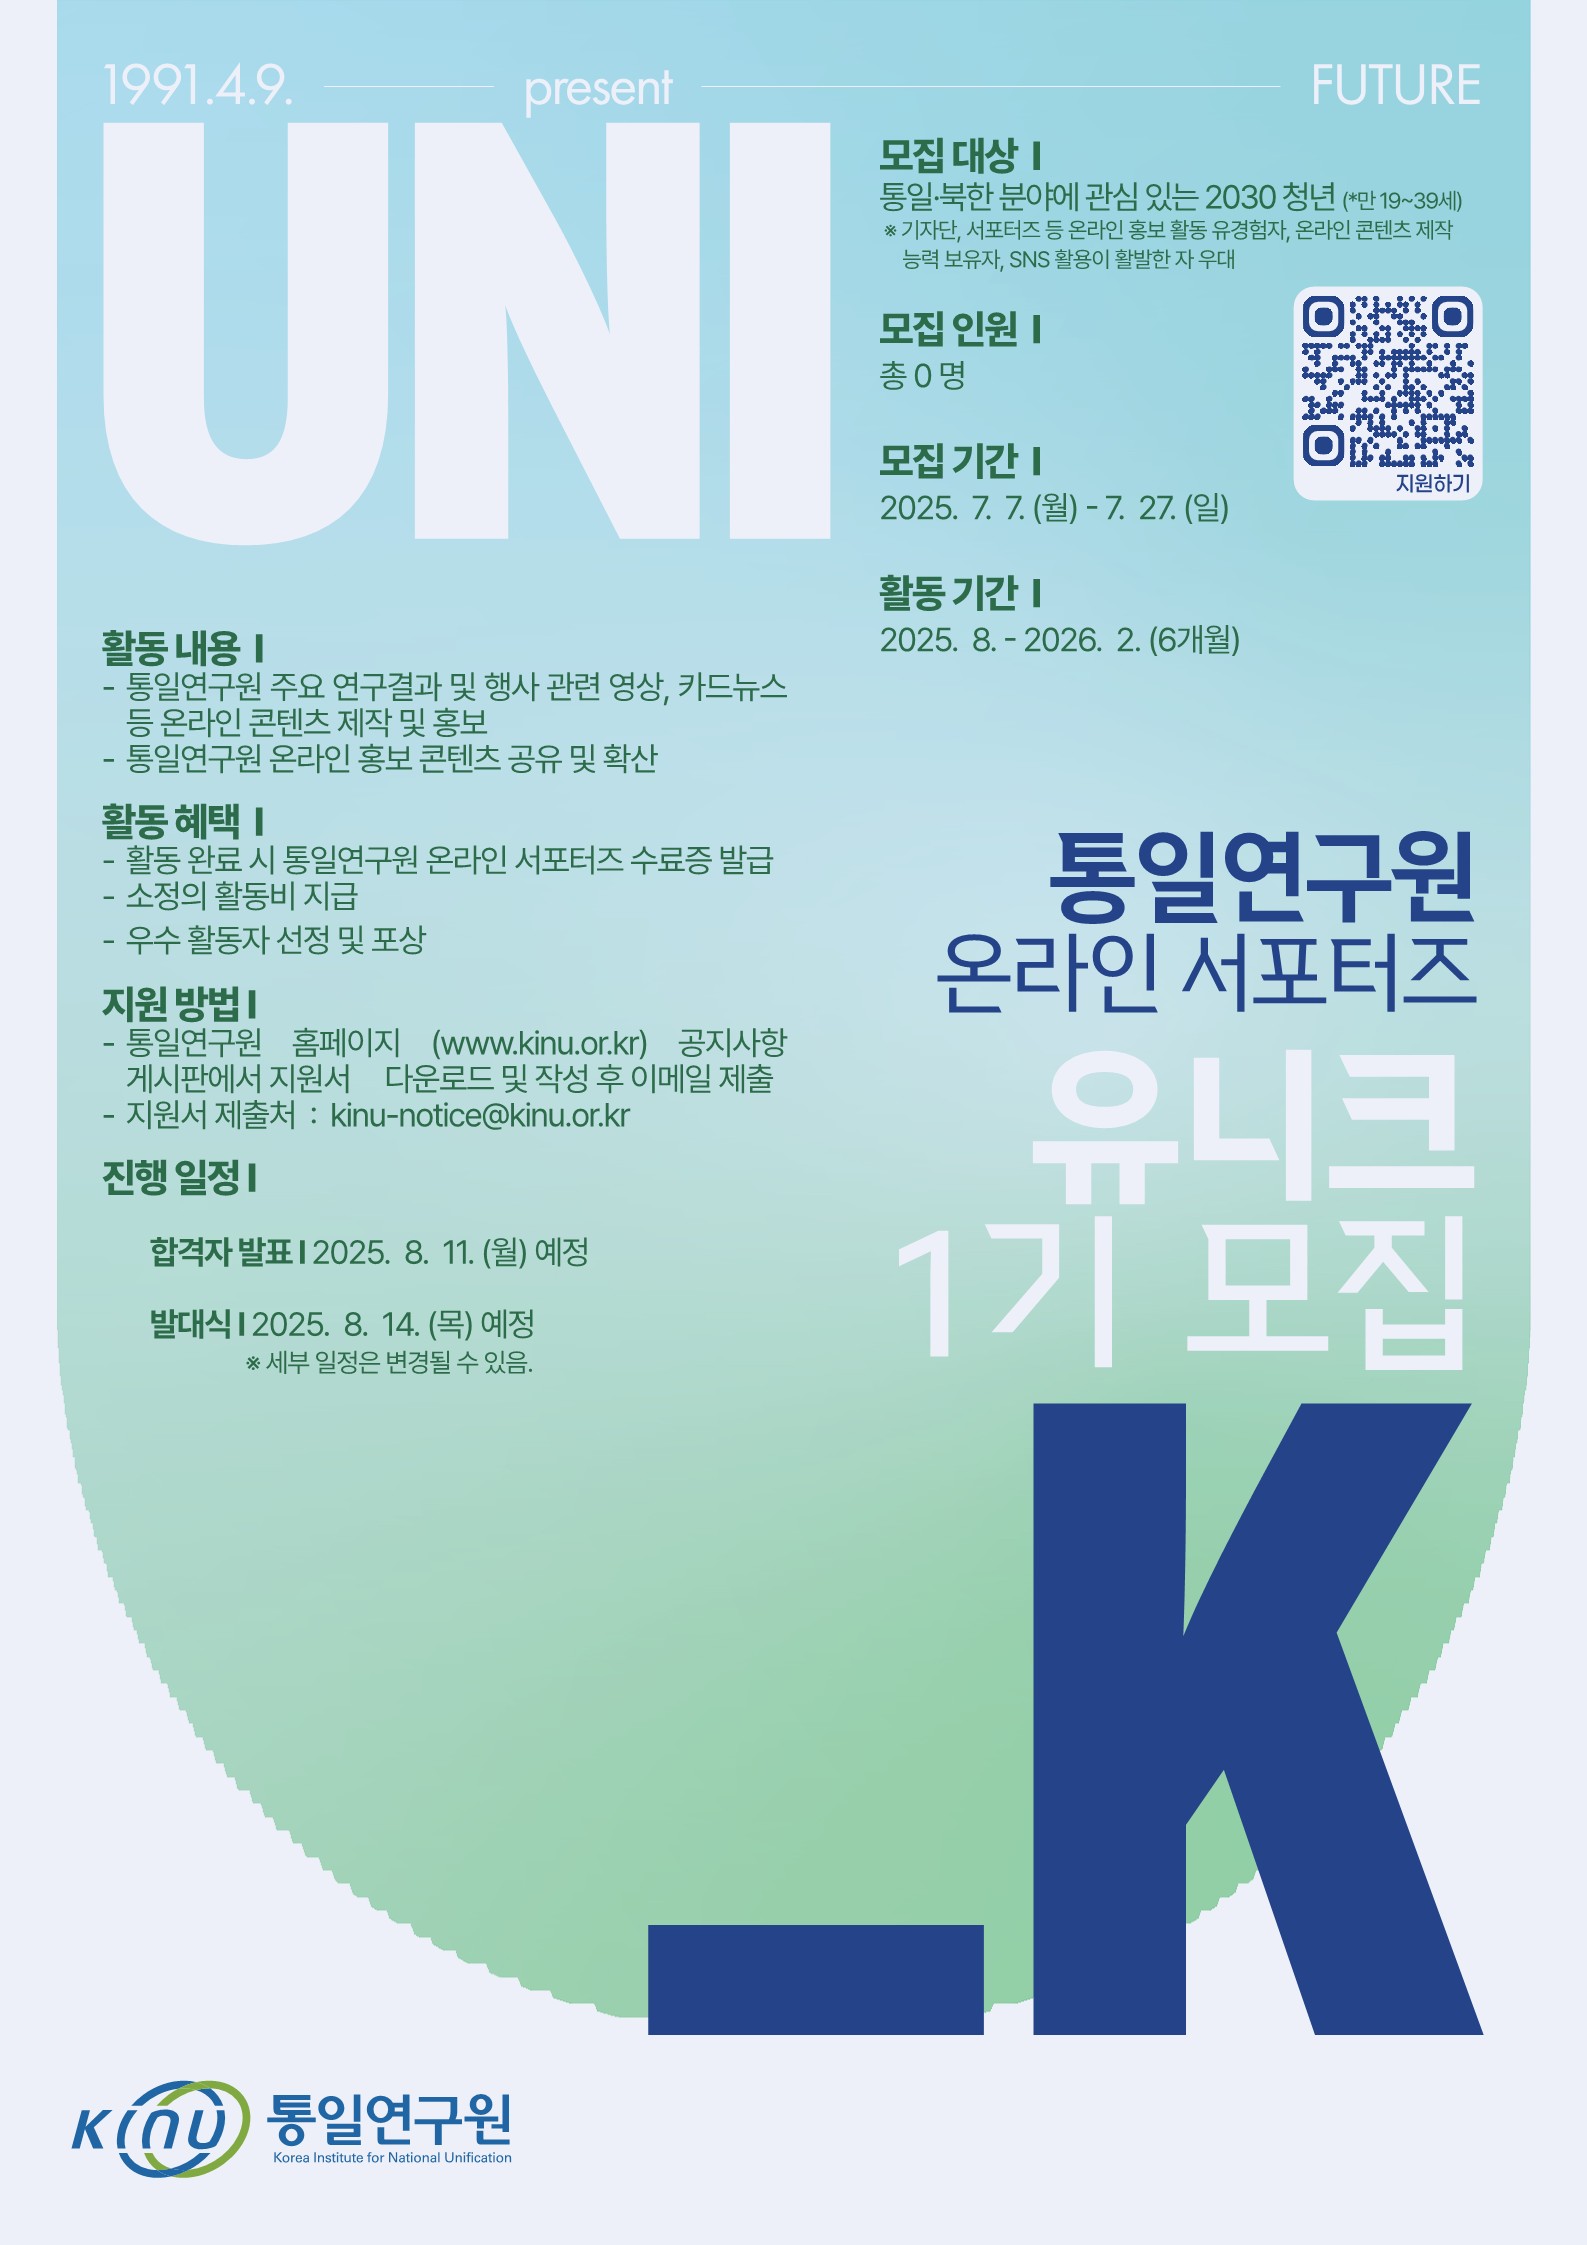 1991.4.9.
present
FUTURE
UNI
모집 대상 I
통일·북한 분야에 관심 있는 2030 청년 (*만 19~39세)
※ 기자단, 서포터즈 등 온라인 홍보 활동 유경험자, 온라인 콘텐츠 제작
능력 보유자, SNS 활용이 활발한 자 우대
모집 인원 I
총 0 명
모집 기간 I
2025. 7. 7. (월) - 7. 27. (일)
지원하기
활동 기간 I
2025. 8. - 2026. 2. (6개월)
활동 내용 I
- 통일연구원 주요 연구결과 및 행사 관련 영상, 카드뉴스
등 온라인 콘텐츠 제작 및 홍보
- 통일연구원 온라인 홍보 콘텐츠 공유 및 확산
활동 혜택 I
- 활동 완료 시 통일연구원 온라인 서포터즈 수료증 발급
- 소정의 활동비 지급
- 우수 활동자 선정 및 포상
지원 방법 I
- 통일연구원 홈페이지 (www.kinu.or.kr) 공지사항
게시판에서 지원서 다운로드 및 작성 후 이메일 제출
- 지원서 제출처 : kinu-notice@kinu.or.kr
진행 일정 I
합격자 발표 I 2025. 8. 11. (월) 예정
발대식 I 2025. 8. 14. (목) 예정
※ 세부 일정은 변경될 수 있음.
통일연구원
온라인 서포터즈
유니크
1기 모집
_K
KINU 통일연구원
Korea Institute for National Unification